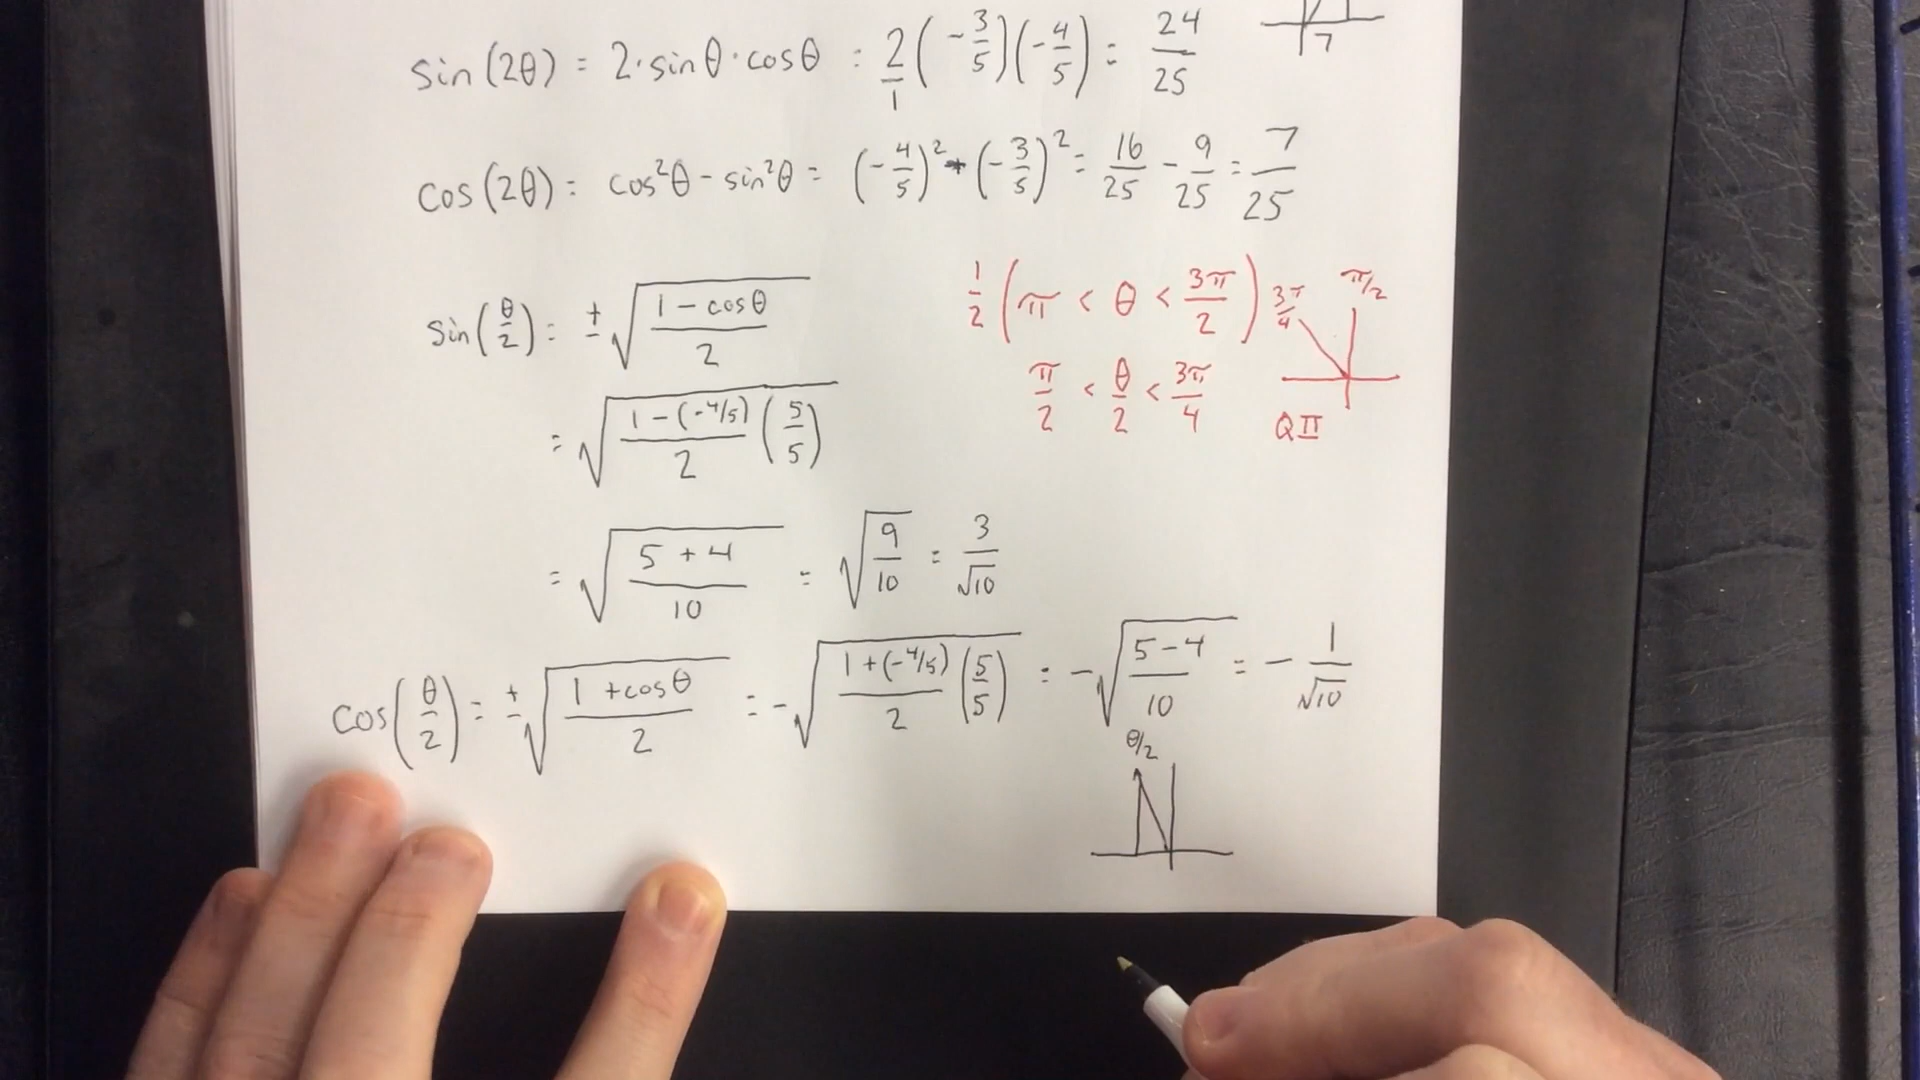 sin(2θ) = 2·sinθ·cosθ = 2/1 (-3/5)(-4/5) = 24/25
7
cos(2θ) = cos²θ - sin²θ = (-4/5)² - (-3/5)² = 16/25 - 9/25 = 7/25
sin(θ/2) = ±√((1 - cosθ)/2)
1/2 (π < θ < 3π/2)
3π/4
π/2
= √((1 - (-4/5))/2 (5/5))
π/2 < θ/2 < 3π/4
QII
= √((5 + 4)/10) = √(9/10) = 3/√10
cos(θ/2) = ±√((1 + cosθ)/2) = -√((1 + (-4/5))/2 (5/5)) = -√((5 - 4)/10) = -1/√10
θ/2